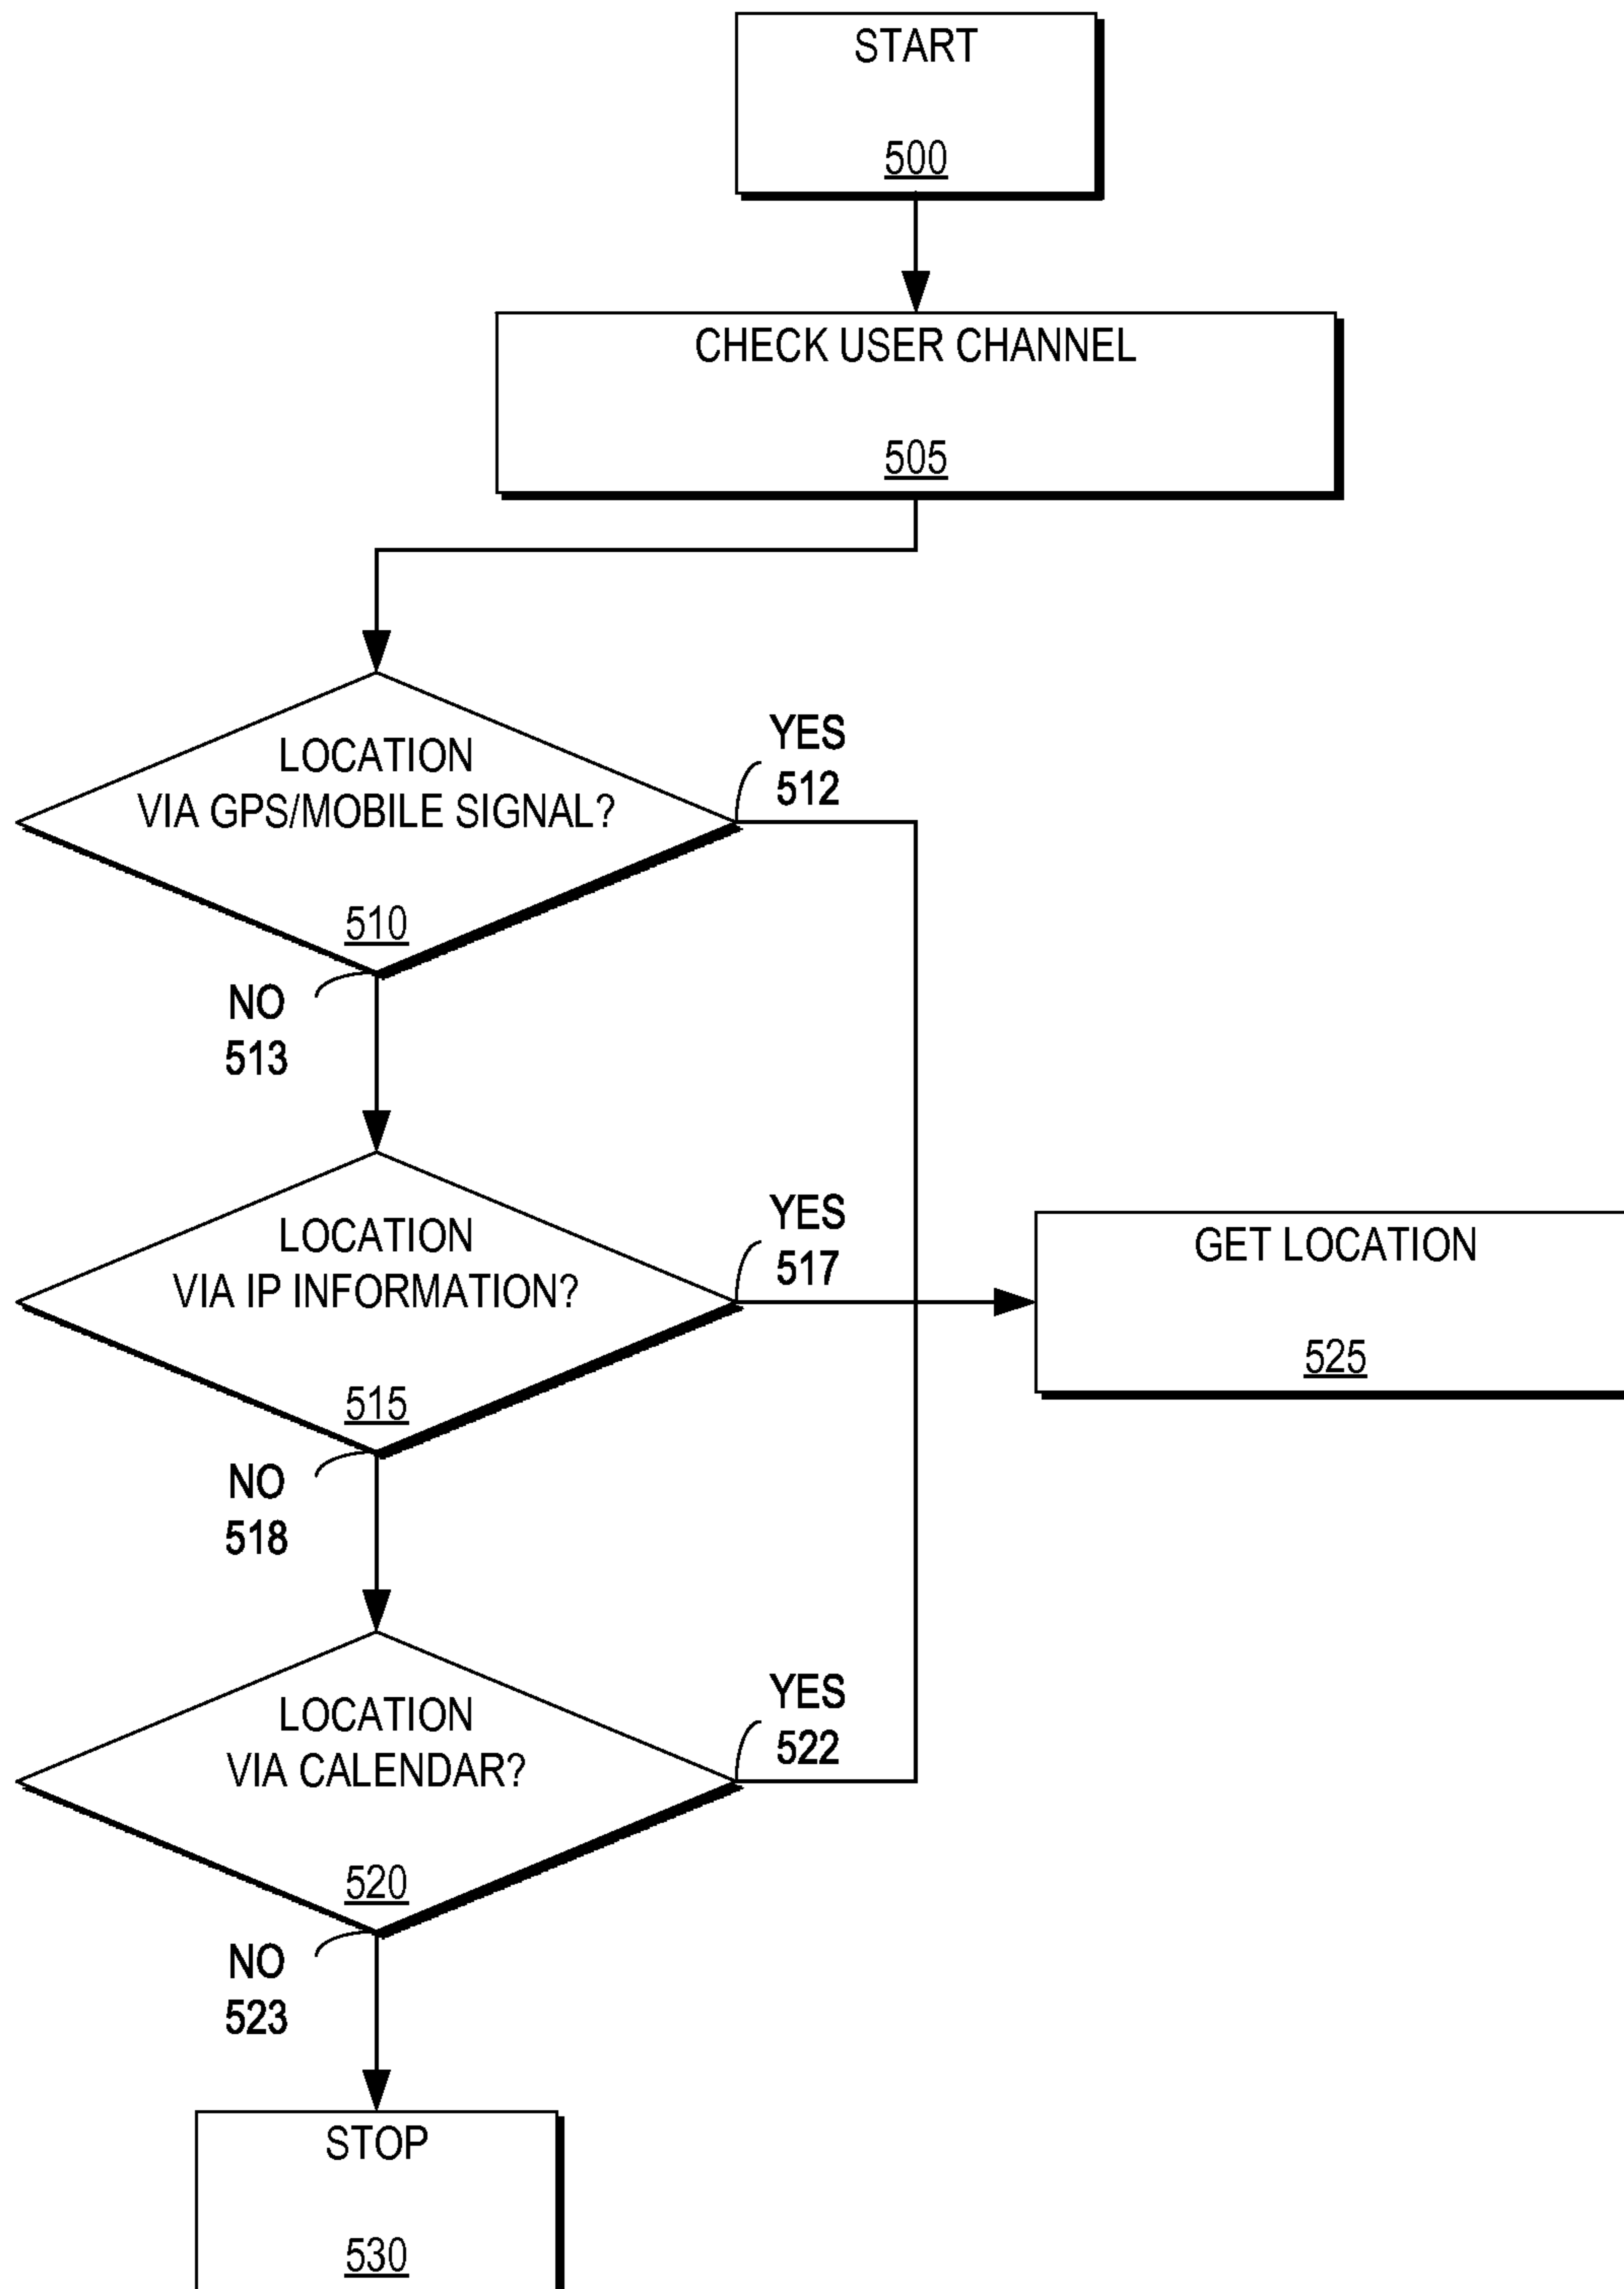 START
500
CHECK USER CHANNEL
505
LOCATION
VIA GPS/MOBILE SIGNAL?
510
YES
512
NO
513
LOCATION
VIA IP INFORMATION?
515
YES
517
NO
518
GET LOCATION
525
LOCATION
VIA CALENDAR?
520
YES
522
NO
523
STOP
530